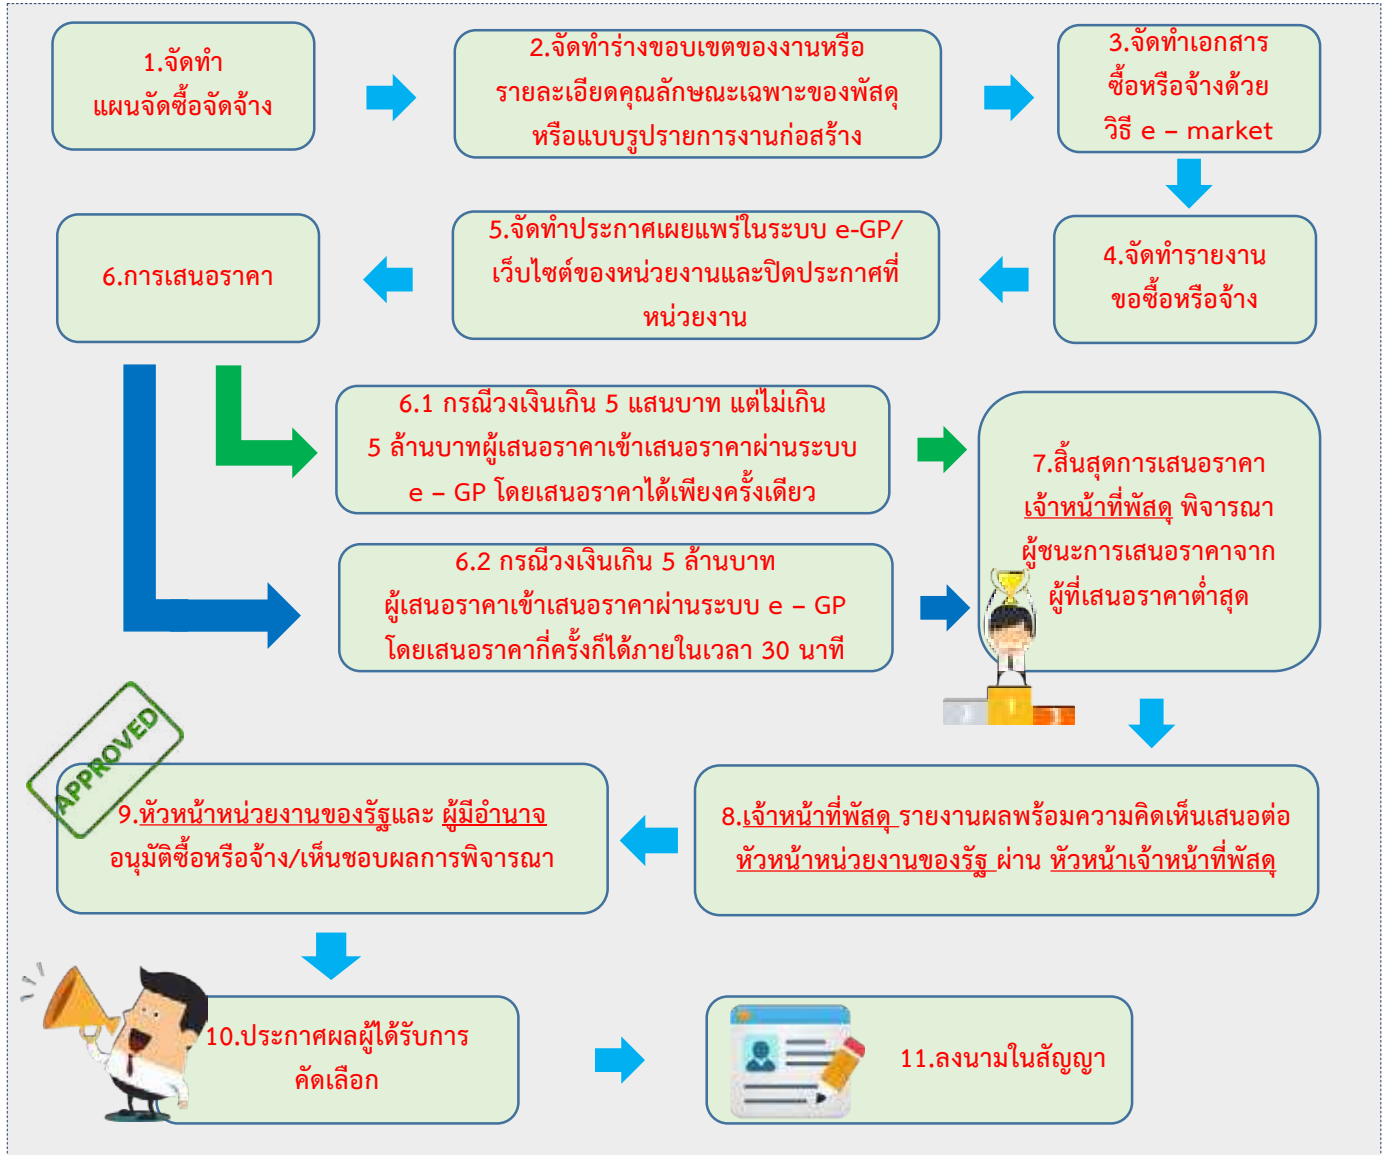 1.จัดทำ
แผนจัดซื้อจัดจ้าง
2.จัดทำร่างขอบเขตของงานหรือ
รายละเอียดคุณลักษณะเฉพาะของพัสดุ
หรือแบบรูปรายการงานก่อสร้าง
3.จัดทำเอกสาร
ซื้อหรือจ้างด้วย
วิธี e – market
4.จัดทำรายงาน
ขอซื้อหรือจ้าง
5.จัดทำประกาศเผยแพร่ในระบบ e-GP/
เว็บไซต์ของหน่วยงานและปิดประกาศที่
หน่วยงาน
6.การเสนอราคา
6.1 กรณีวงเงินเกิน 5 แสนบาท แต่ไม่เกิน
5 ล้านบาทผู้เสนอราคาเข้าเสนอราคาผ่านระบบ
e – GP โดยเสนอราคาได้เพียงครั้งเดียว
6.2 กรณีวงเงินเกิน 5 ล้านบาท
ผู้เสนอราคาเข้าเสนอราคาผ่านระบบ e – GP
โดยเสนอราคากี่ครั้งก็ได้ภายในเวลา 30 นาที
7.สิ้นสุดการเสนอราคา
เจ้าหน้าที่พัสดุ พิจารณา
ผู้ชนะการเสนอราคาจาก
ผู้ที่เสนอราคาต่ำสุด
8.เจ้าหน้าที่พัสดุ รายงานผลพร้อมความคิดเห็นเสนอต่อ
หัวหน้าหน่วยงานของรัฐ ผ่าน หัวหน้าเจ้าหน้าที่พัสดุ
APPROVED
9.หัวหน้าหน่วยงานของรัฐและ ผู้มีอำนาจ
อนุมัติซื้อหรือจ้าง/เห็นชอบผลการพิจารณา
10.ประกาศผลผู้ได้รับการ
คัดเลือก
11.ลงนามในสัญญา